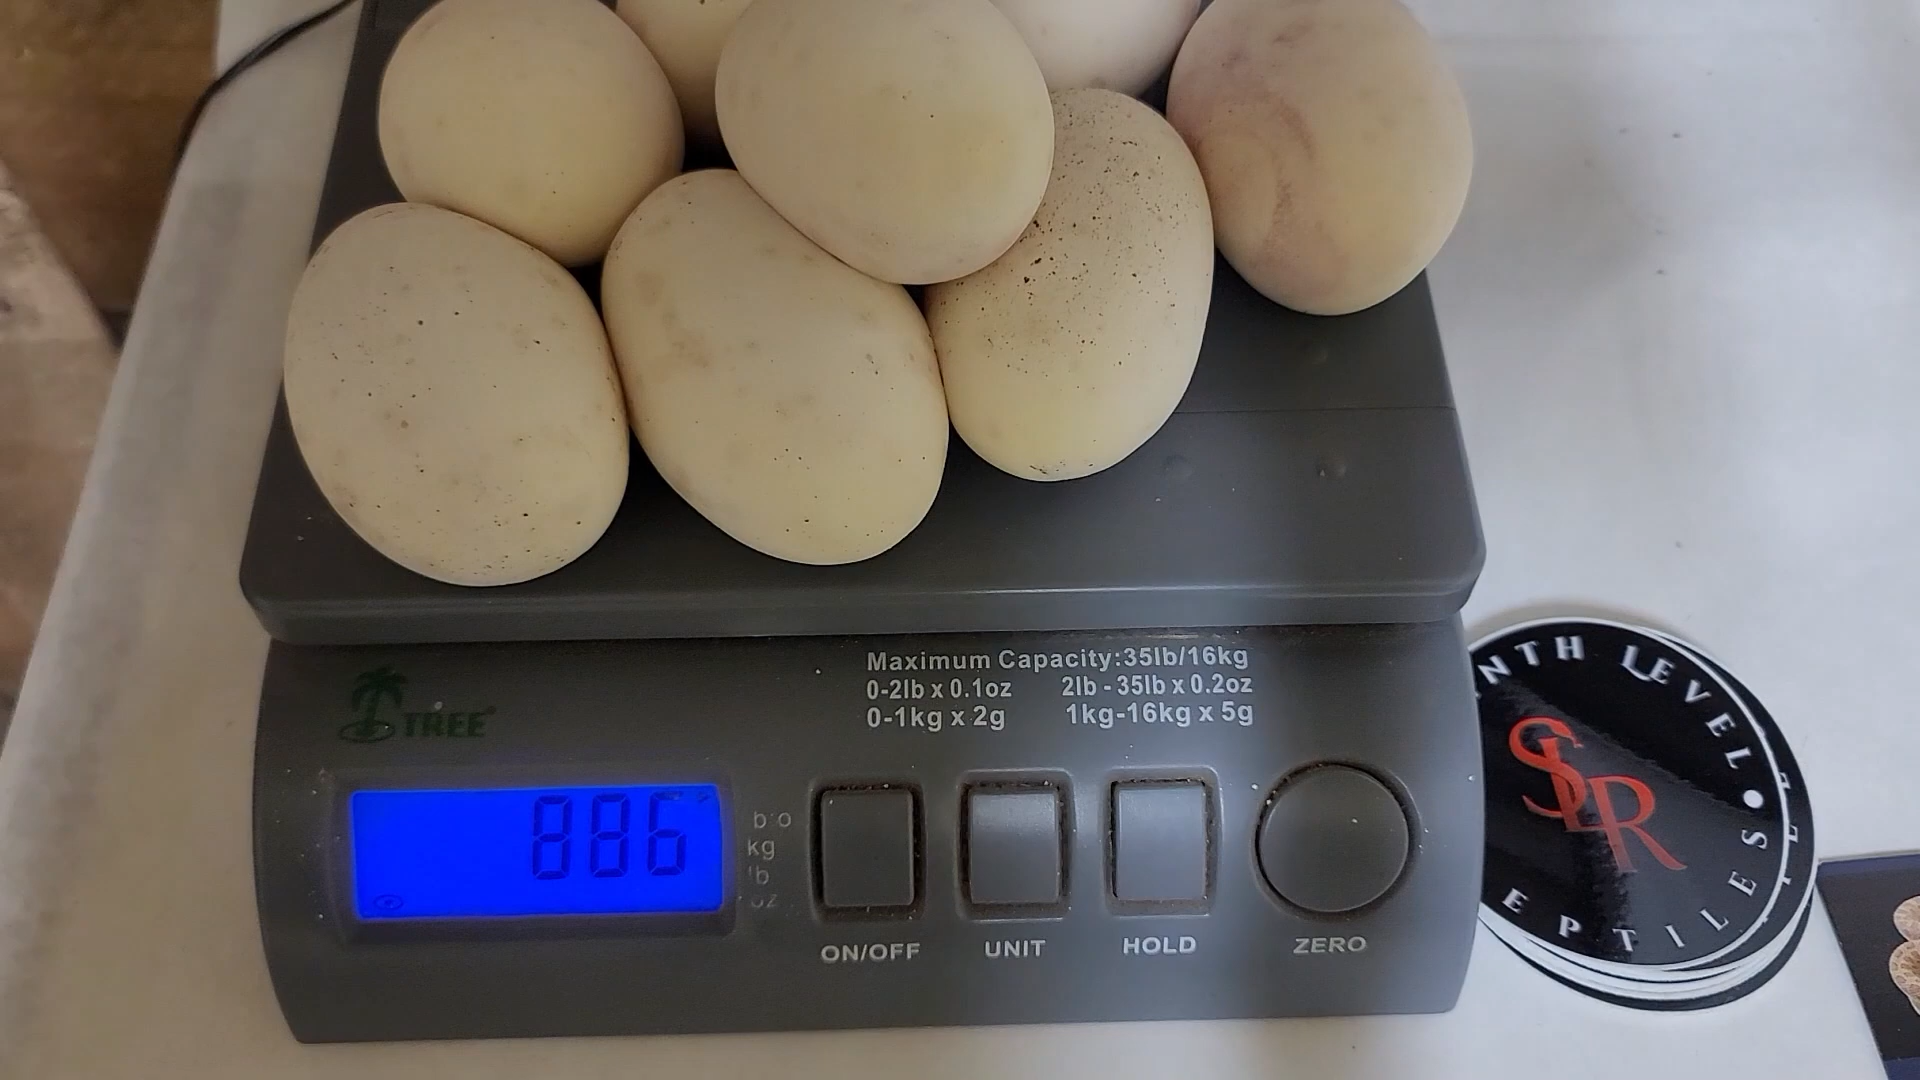 Maximum Capacity:35lb/16kg
0-2lb x 0.1oz 2lb - 35lb x 0.2oz
0-1kg x 2g 1kg-16kg x 5g
TREE
886
kg
lb
oz
ON/OFF UNIT HOLD ZERO
LEVEL
SLR